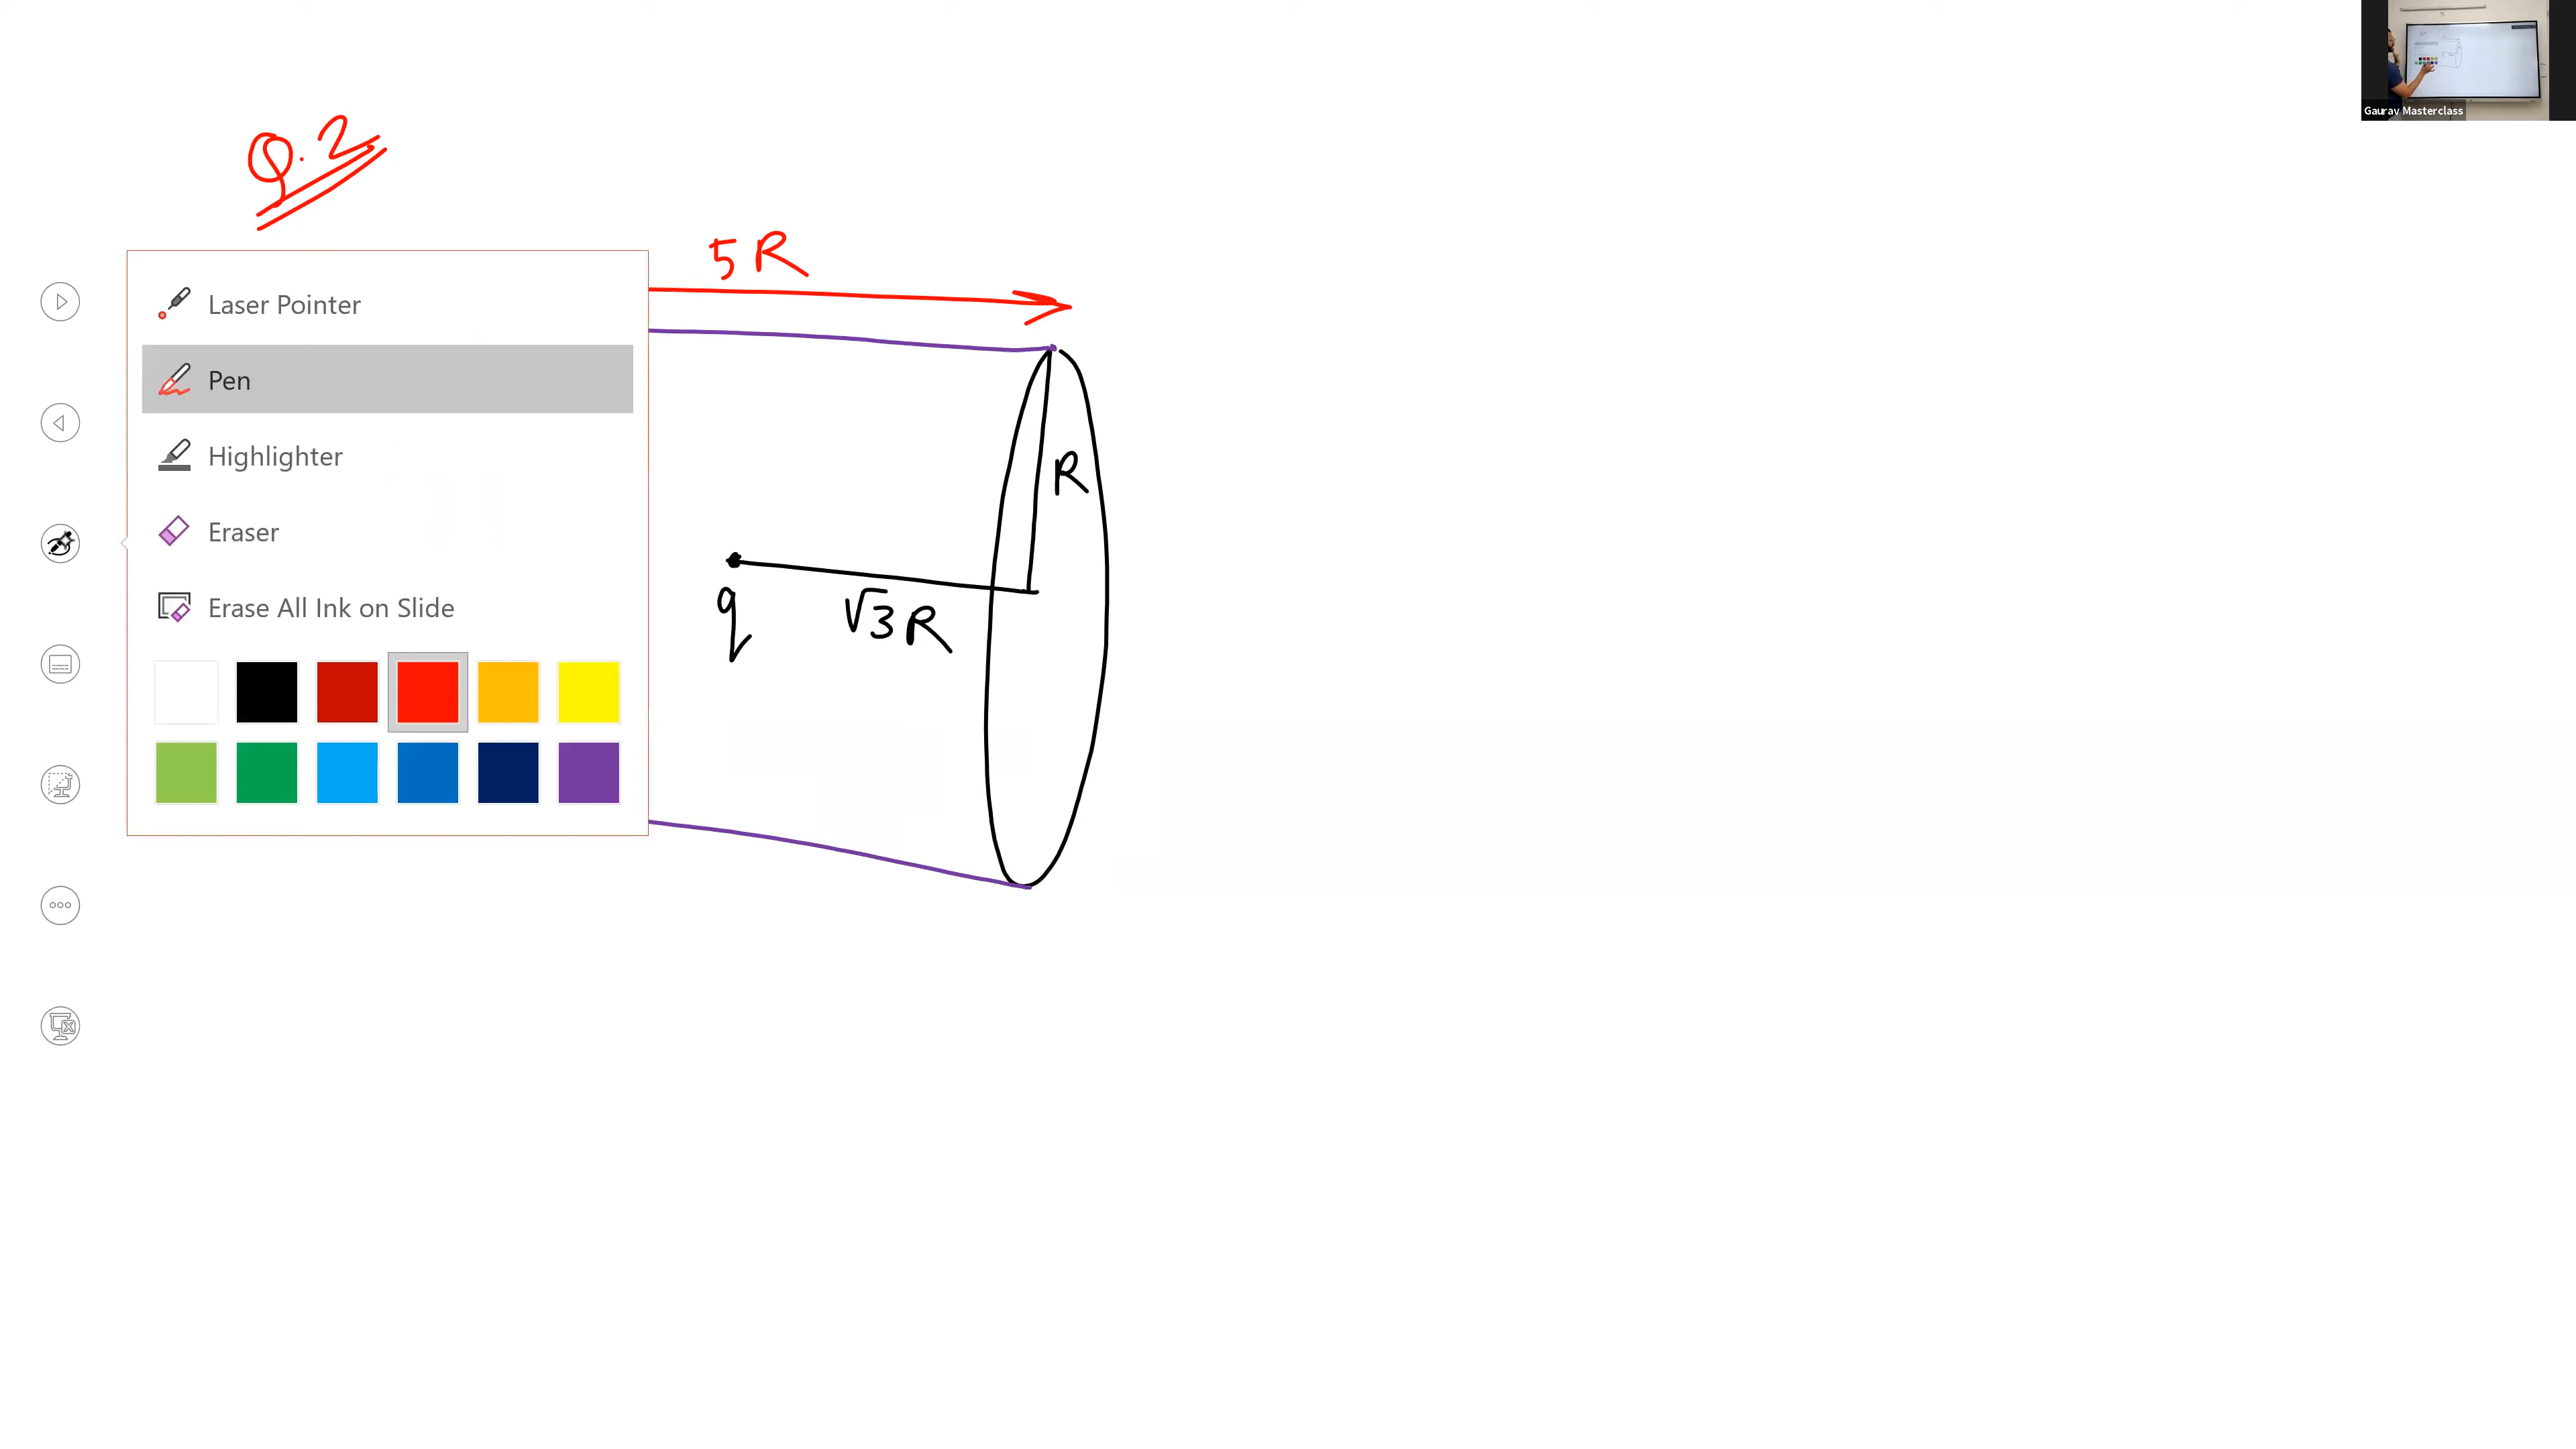 Gaurav Masterclass
Q.2
5R
Laser Pointer
Pen
Highlighter
Eraser
Erase All Ink on Slide
R
q
√3R